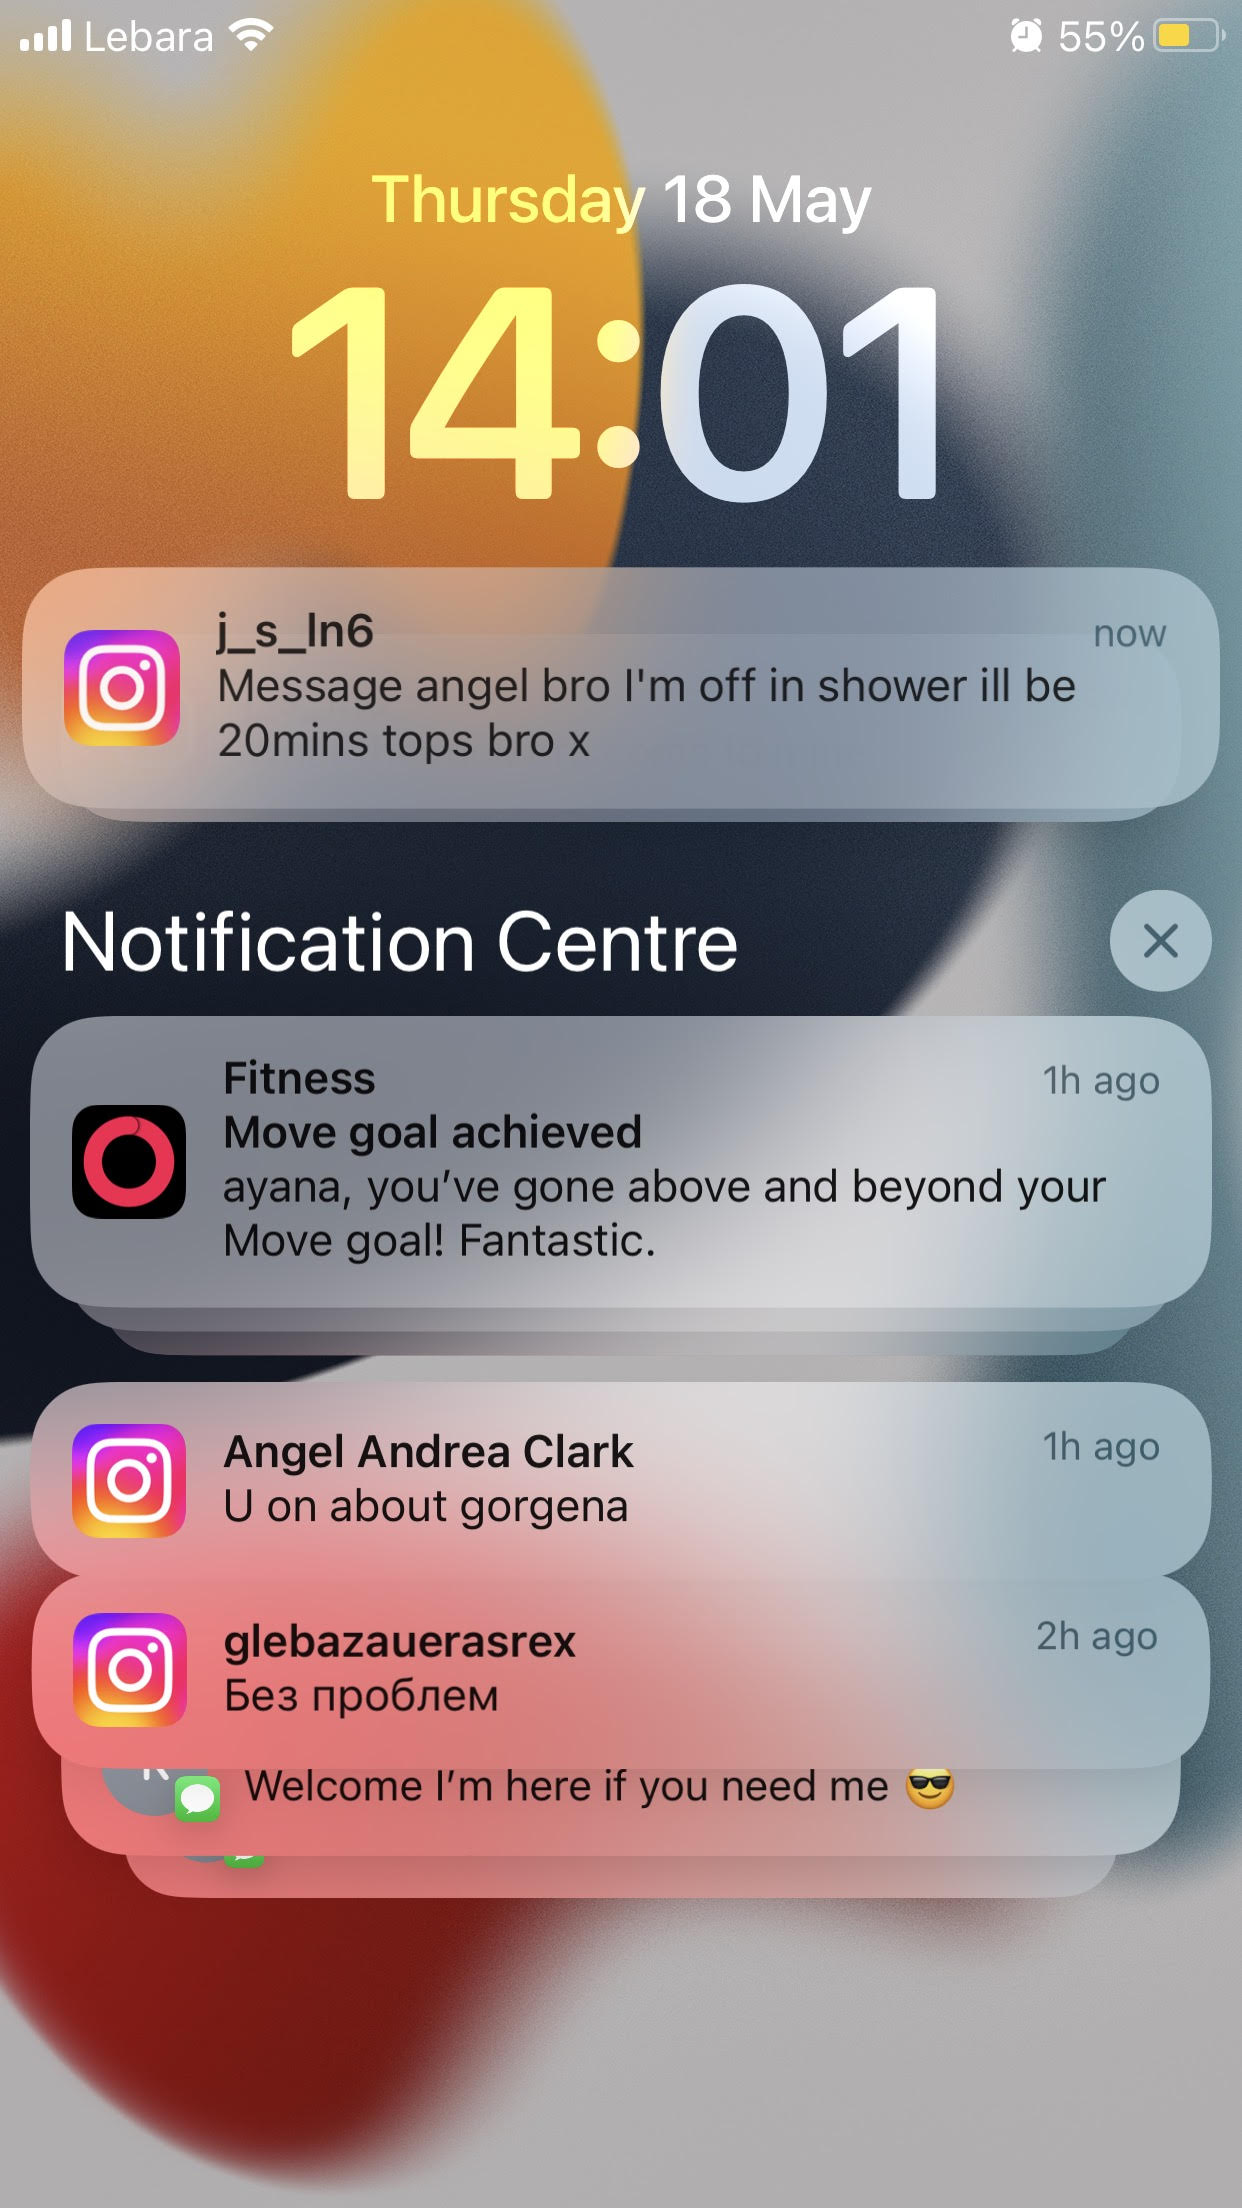 Lebara
55%
Thursday 18 May
14:01
j_s_ln6
now
Message angel bro I'm off in shower ill be
20mins tops bro x
Notification Centre
Fitness
1h ago
Move goal achieved
ayana, you've gone above and beyond your
Move goal! Fantastic.
Angel Andrea Clark
1h ago
U on about gorgena
glebazauerasrex
2h ago
Без проблем
Welcome I'm here if you need me 😎